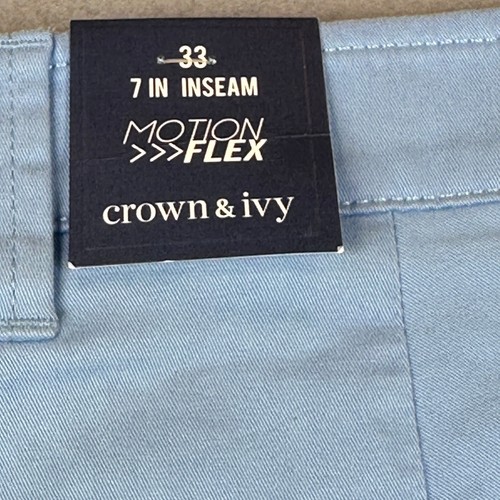 33
7 IN INSEAM
MOTION
>>>FLEX
crown & ivy